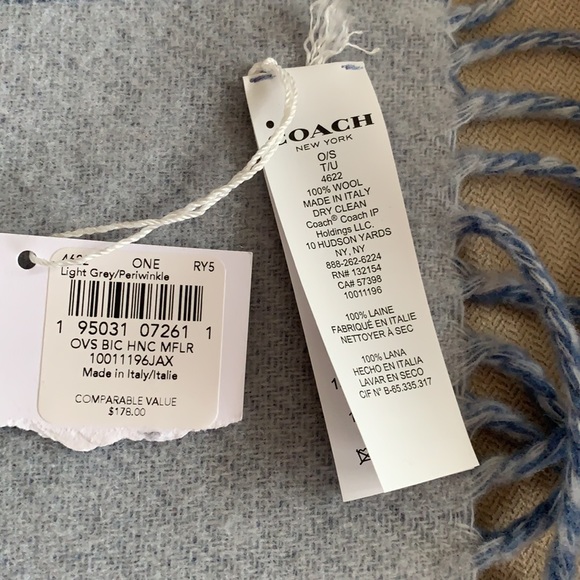 COACH
NEW YORK
O/S
T/U
4622
100% WOOL
MADE IN ITALY
DRY CLEAN
Coach® Coach IP
Holdings LLC.
10 HUDSON YARDS
NY, NY
888-262-6224
RN# 132154
CA# 57398
10011196
100% LAINE
FABRIQUÉ EN ITALIE
NETTOYER À SEC
100% LANA
HECHO EN ITALIA
LAVAR EN SECO
CIF N° B-65.335.317
ONE RY5
Light Grey/Periwinkle
1 95031 07261 1
OVS BIC HNC MFLR
10011196JAX
Made in Italy/Italie
COMPARABLE VALUE
$178.00